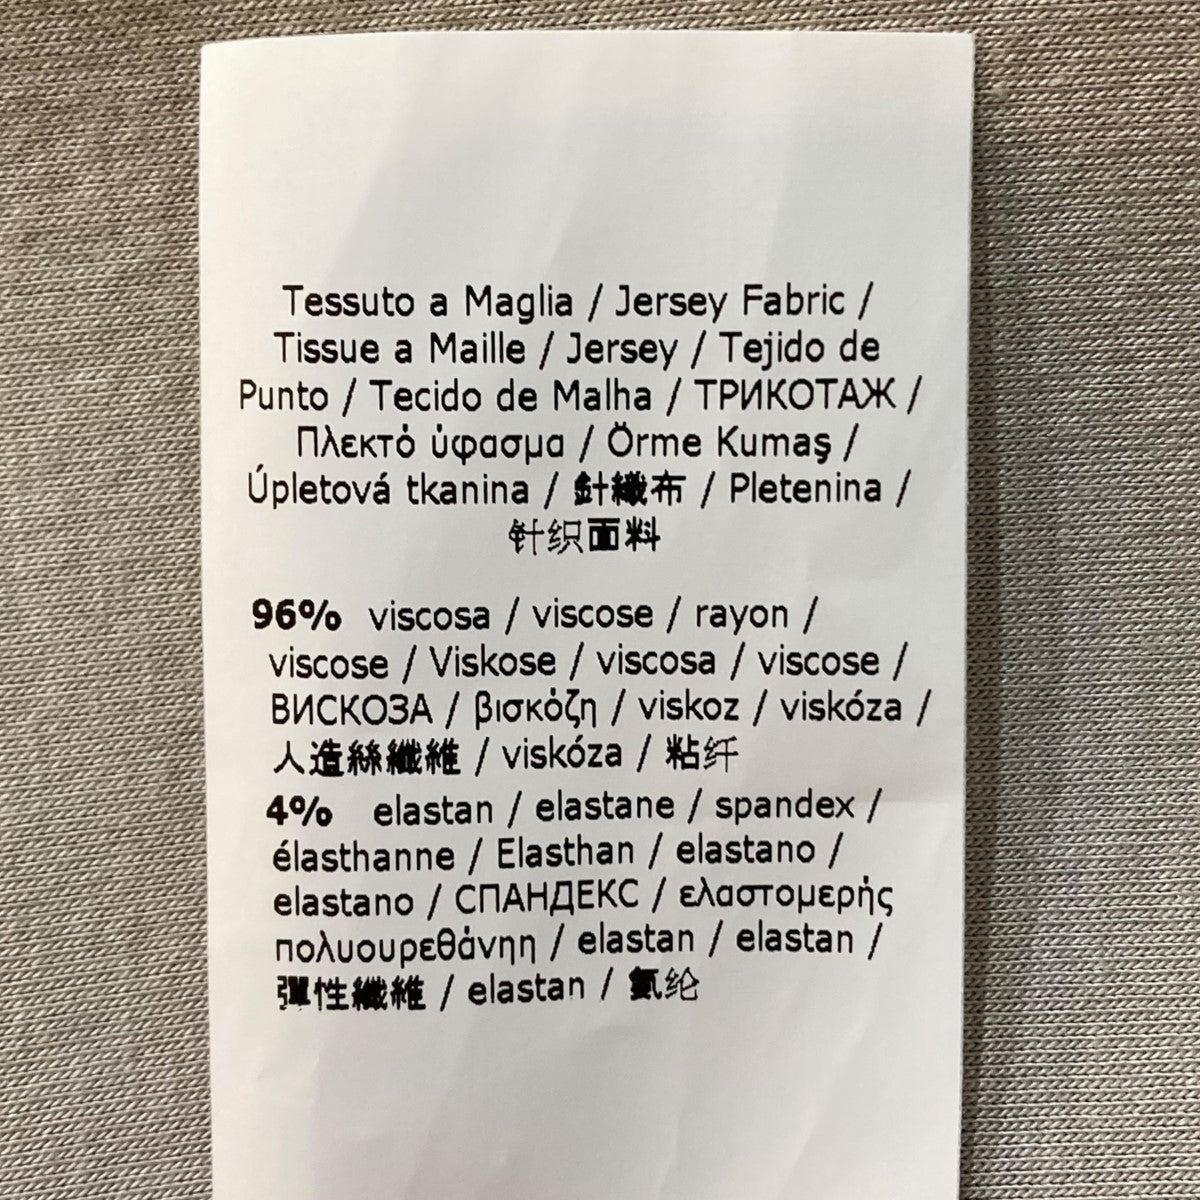 Tessuto a Maglia / Jersey Fabric /
Tissue a Maille / Jersey / Tejido de
Punto / Tecido de Malha / ТРИКОТАЖ /
Πλεκτό ύφασμα / Örme Kumaş /
Úpletová tkanina / 針織布 / Pletenina /
针织面料
96% viscosa / viscose / rayon /
viscose / Viskose / viscosa / viscose /
ВИСКОЗА / βισκόζη / viskoz / viskóza /
人造絲纖維 / viskóza / 粘纤
4% elastan / elastane / spandex /
élasthanne / Elasthan / elastano /
elastano / СПАНДЕКС / ελαστομερής
πολυουρεθάνηη / elastan / elastan /
彈性纖維 / elastan / 氨纶